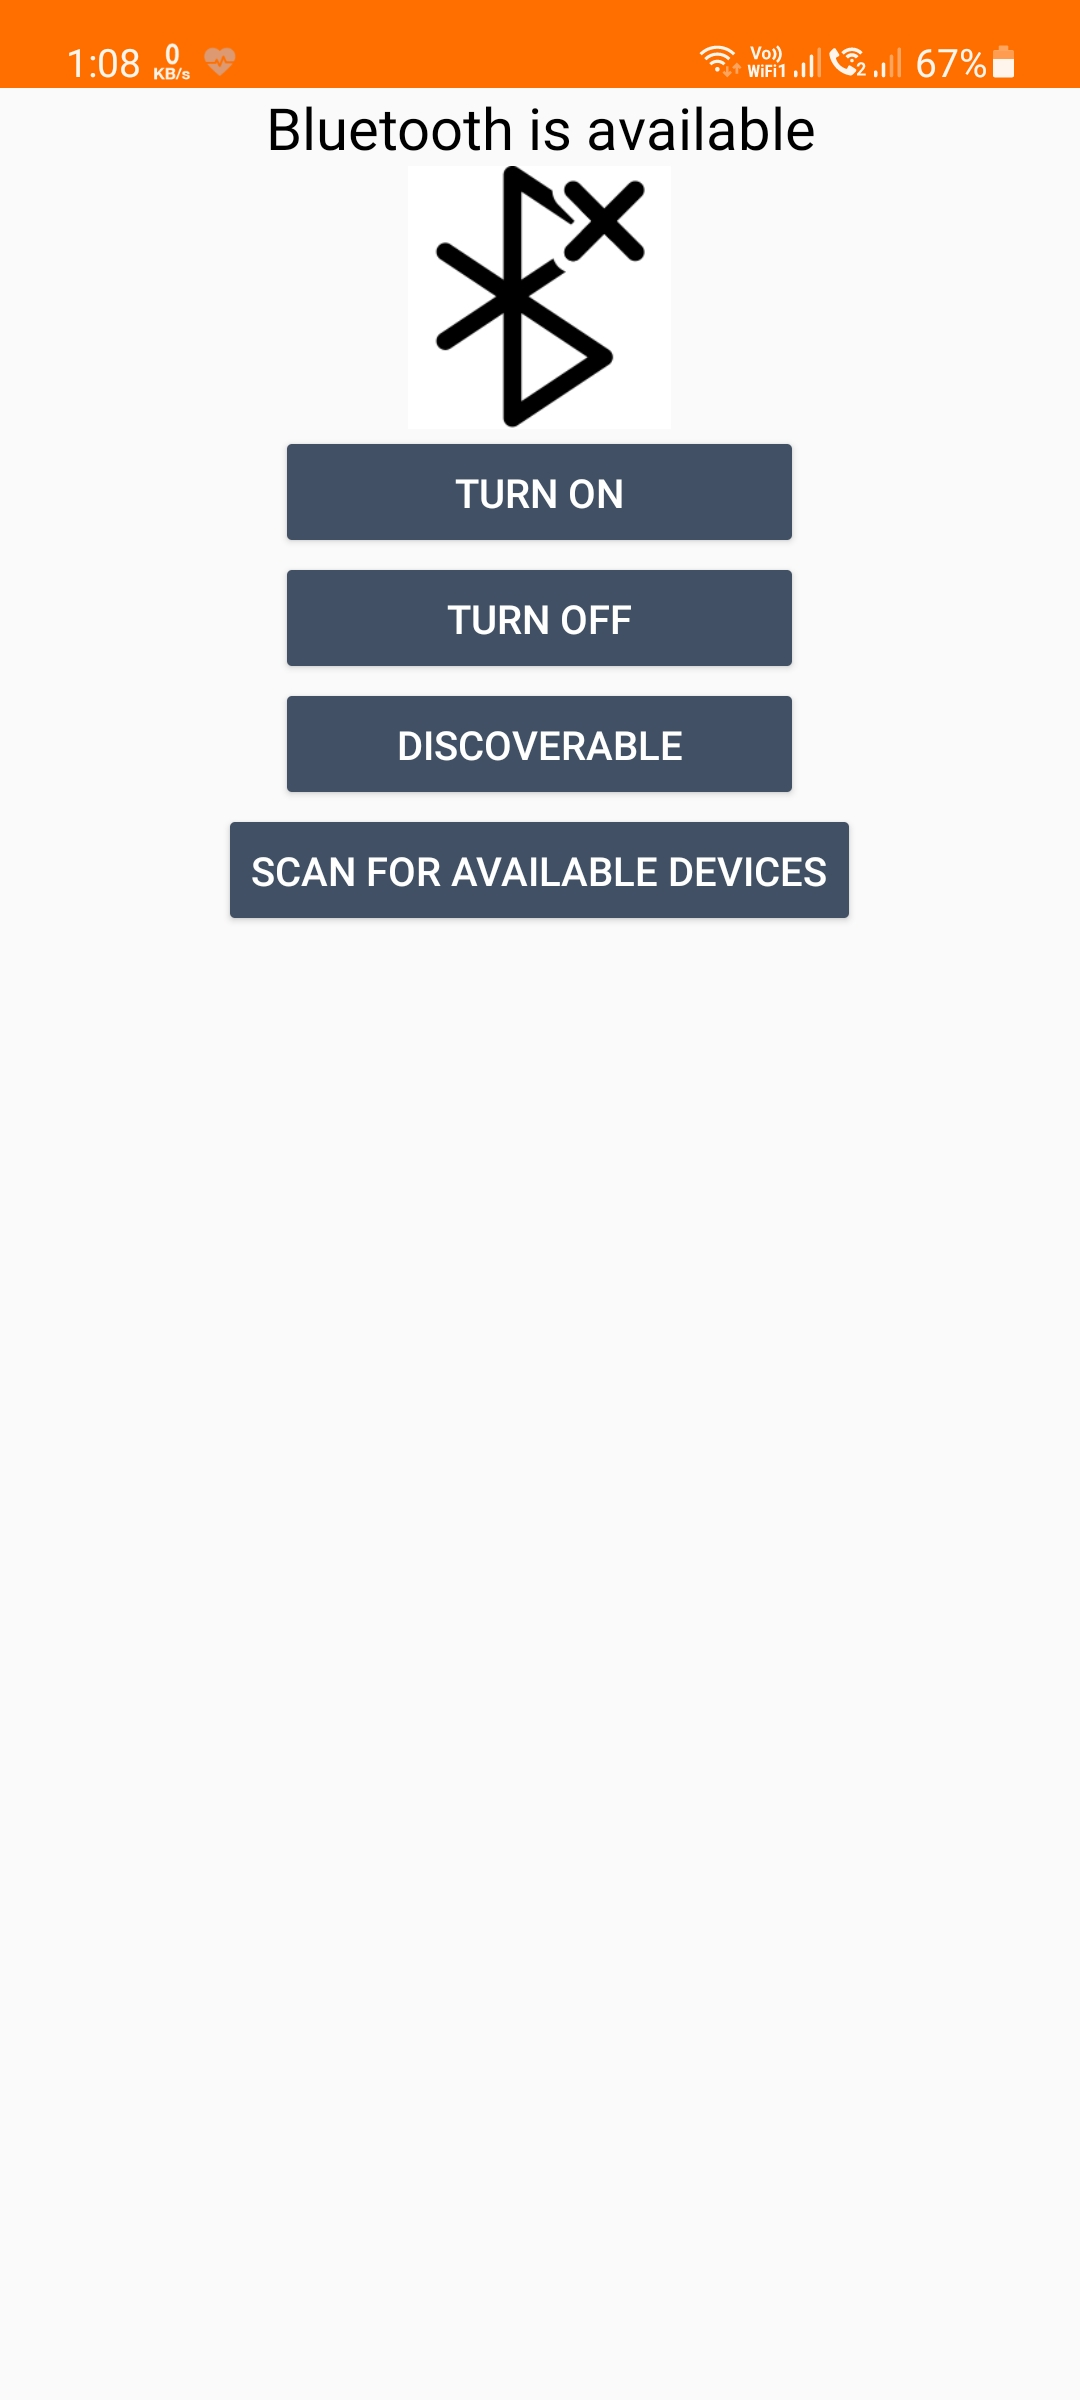 1:08 0 KB/s Vo)) WiFi1 2 67%
Bluetooth is available
TURN ON
TURN OFF
DISCOVERABLE
SCAN FOR AVAILABLE DEVICES